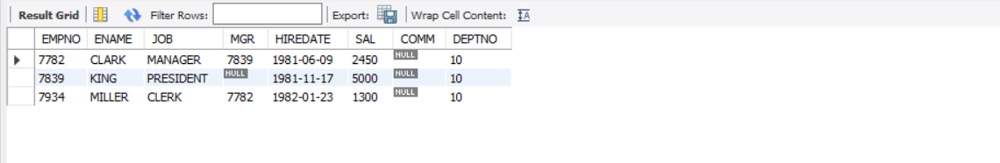 Result Grid Filter Rows: Export: Wrap Cell Content: IA
EMPNO ENAME JOB MGR HIREDATE SAL COMM DEPTNO
7782 CLARK MANAGER 7839 1981-06-09 2450 NULL 10
7839 KING PRESIDENT NULL 1981-11-17 5000 NULL 10
7934 MILLER CLERK 7782 1982-01-23 1300 NULL 10